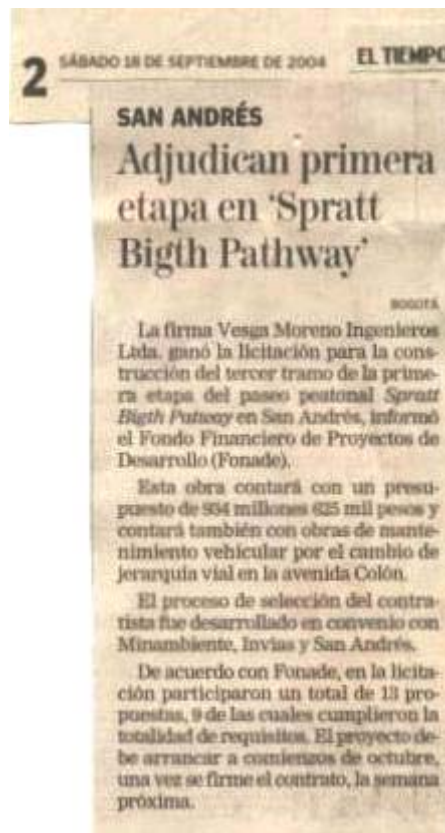 2 SÁBADO 18 DE SEPTIEMBRE DE 2004 EL TIEMPO
SAN ANDRÉS
Adjudican primera
etapa en ‘Spratt
Bigth Pathway’
BOGOTÁ
La firma Vesga Moreno Ingenieros
Ltda. ganó la licitación para la cons-
trucción del tercer tramo de la prime-
ra etapa del paseo peatonal Spratt
Bigth Patway en San Andrés, informó
el Fondo Financiero de Proyectos de
Desarrollo (Fonade).
Esta obra contará con un presu-
puesto de 934 millones 625 mil pesos y
contará también con obras de mante-
nimiento vehicular por el cambio de
jerarquía vial en la avenida Colón.
El proceso de selección del contra-
tista fue desarrollado en convenio con
Minambiente, Invías y San Andrés.
De acuerdo con Fonade, en la licita-
ción participaron un total de 13 pro-
puestas, 9 de las cuales cumplieron la
totalidad de requisitos. El proyecto de-
be arrancar a comienzos de octubre,
una vez se firme el contrato, la semana
próxima.